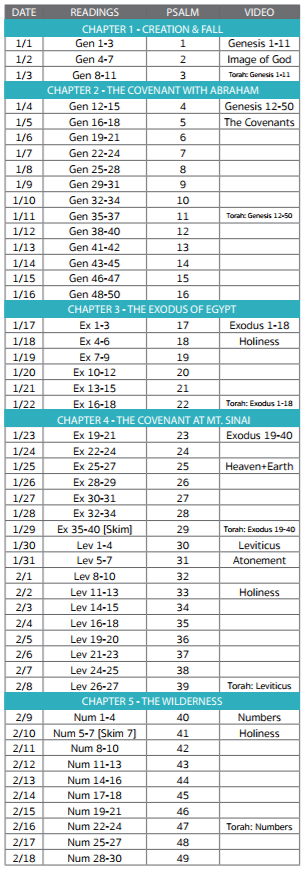 DATE READINGS PSALM VIDEO
CHAPTER 1 - CREATION & FALL
1/1 Gen 1-3 1 Genesis 1-11
1/2 Gen 4-7 2 Image of God
1/3 Gen 8-11 3 Torah: Genesis 1-11
CHAPTER 2 - THE COVENANT WITH ABRAHAM
1/4 Gen 12-15 4 Genesis 12-50
1/5 Gen 16-18 5 The Covenants
1/6 Gen 19-21 6
1/7 Gen 22-24 7
1/8 Gen 25-28 8
1/9 Gen 29-31 9
1/10 Gen 32-34 10
1/11 Gen 35-37 11 Torah: Genesis 12-50
1/12 Gen 38-40 12
1/13 Gen 41-42 13
1/14 Gen 43-45 14
1/15 Gen 46-47 15
1/16 Gen 48-50 16
CHAPTER 3 - THE EXODUS OF EGYPT
1/17 Ex 1-3 17 Exodus 1-18
1/18 Ex 4-6 18 Holiness
1/19 Ex 7-9 19
1/20 Ex 10-12 20
1/21 Ex 13-15 21
1/22 Ex 16-18 22 Torah: Exodus 1-18
CHAPTER 4 - THE COVENANT AT MT. SINAI
1/23 Ex 19-21 23 Exodus 19-40
1/24 Ex 22-24 24
1/25 Ex 25-27 25 Heaven+Earth
1/26 Ex 28-29 26
1/27 Ex 30-31 27
1/28 Ex 32-34 28
1/29 Ex 35-40 [Skim] 29 Torah: Exodus 19-40
1/30 Lev 1-4 30 Leviticus
1/31 Lev 5-7 31 Atonement
2/1 Lev 8-10 32
2/2 Lev 11-13 33 Holiness
2/3 Lev 14-15 34
2/4 Lev 16-18 35
2/5 Lev 19-20 36
2/6 Lev 21-23 37
2/7 Lev 24-25 38
2/8 Lev 26-27 39 Torah: Leviticus
CHAPTER 5 - THE WILDERNESS
2/9 Num 1-4 40 Numbers
2/10 Num 5-7 [Skim 7] 41 Holiness
2/11 Num 8-10 42
2/12 Num 11-13 43
2/13 Num 14-16 44
2/14 Num 17-18 45
2/15 Num 19-21 46
2/16 Num 22-24 47 Torah: Numbers
2/17 Num 25-27 48
2/18 Num 28-30 49